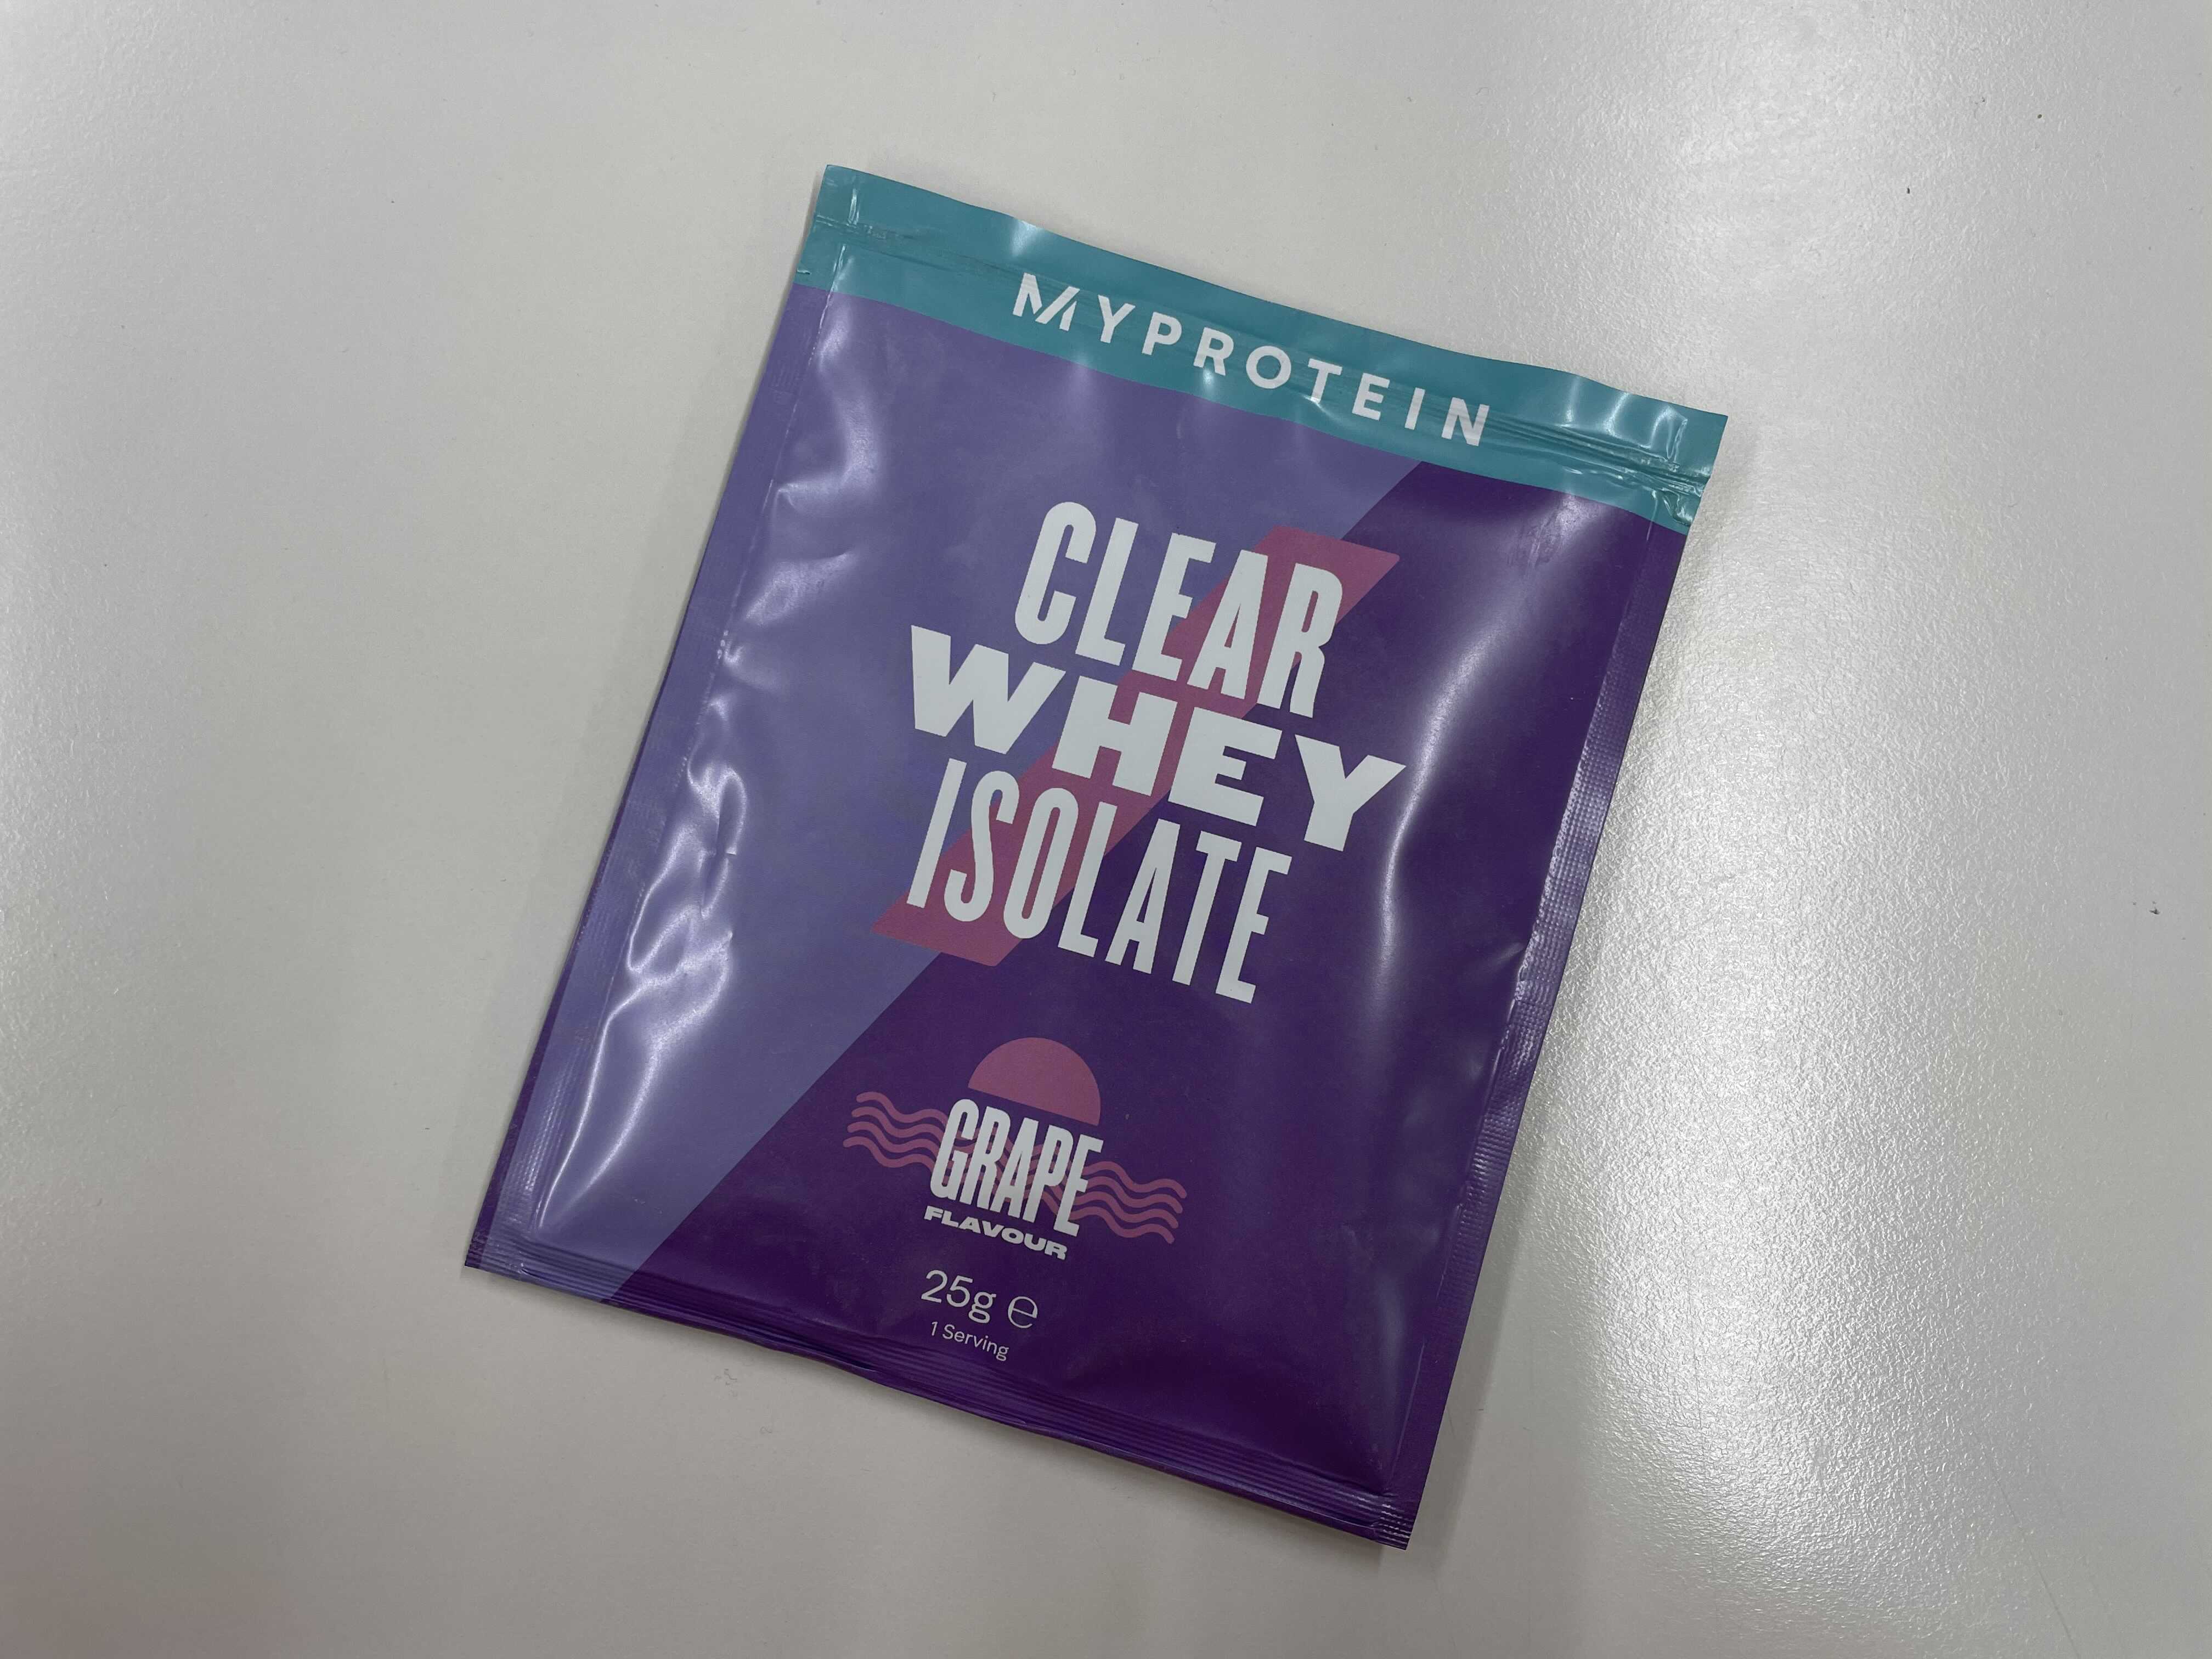 MYPROTEIN
CLEAR
WHEY
ISOLATE
GRAPE
FLAVOUR
25g ℮
1 Serving